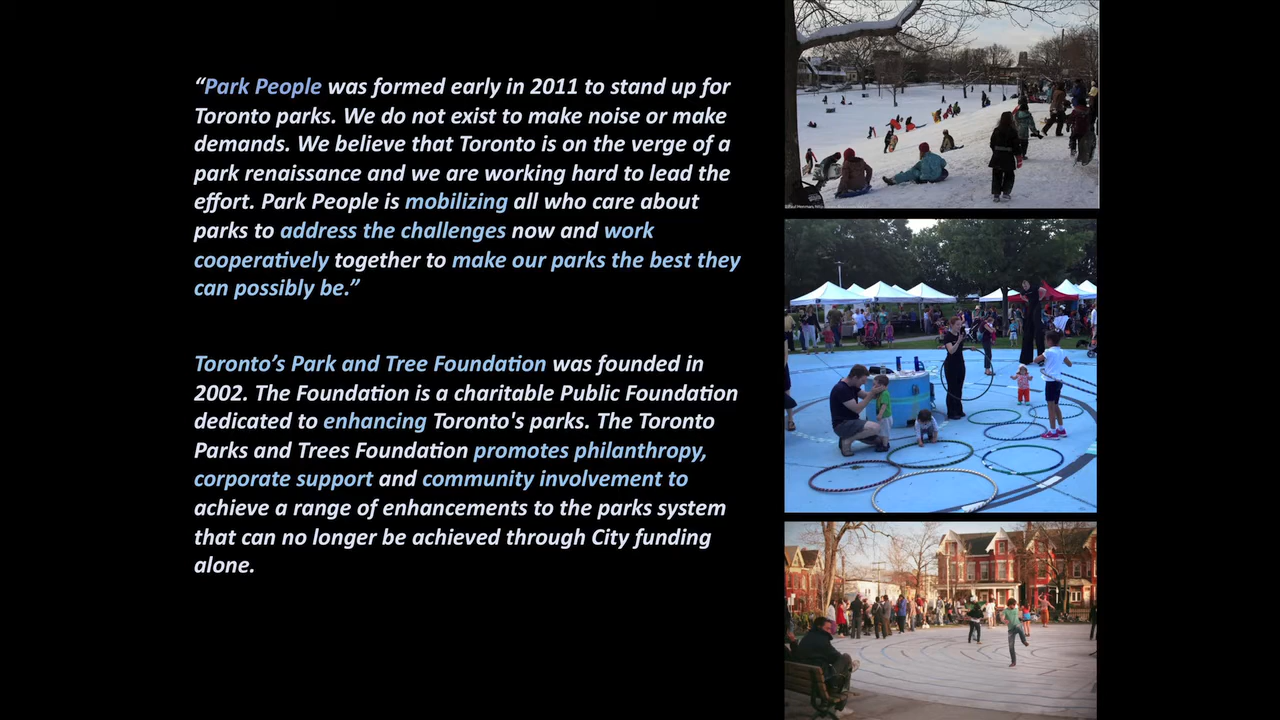 “Park People was formed early in 2011 to stand up for
Toronto parks. We do not exist to make noise or make
demands. We believe that Toronto is on the verge of a
park renaissance and we are working hard to lead the
effort. Park People is mobilizing all who care about
parks to address the challenges now and work
cooperatively together to make our parks the best they
can possibly be.”
Toronto’s Park and Tree Foundation was founded in
2002. The Foundation is a charitable Public Foundation
dedicated to enhancing Toronto's parks. The Toronto
Parks and Trees Foundation promotes philanthropy,
corporate support and community involvement to
achieve a range of enhancements to the parks system
that can no longer be achieved through City funding
alone.